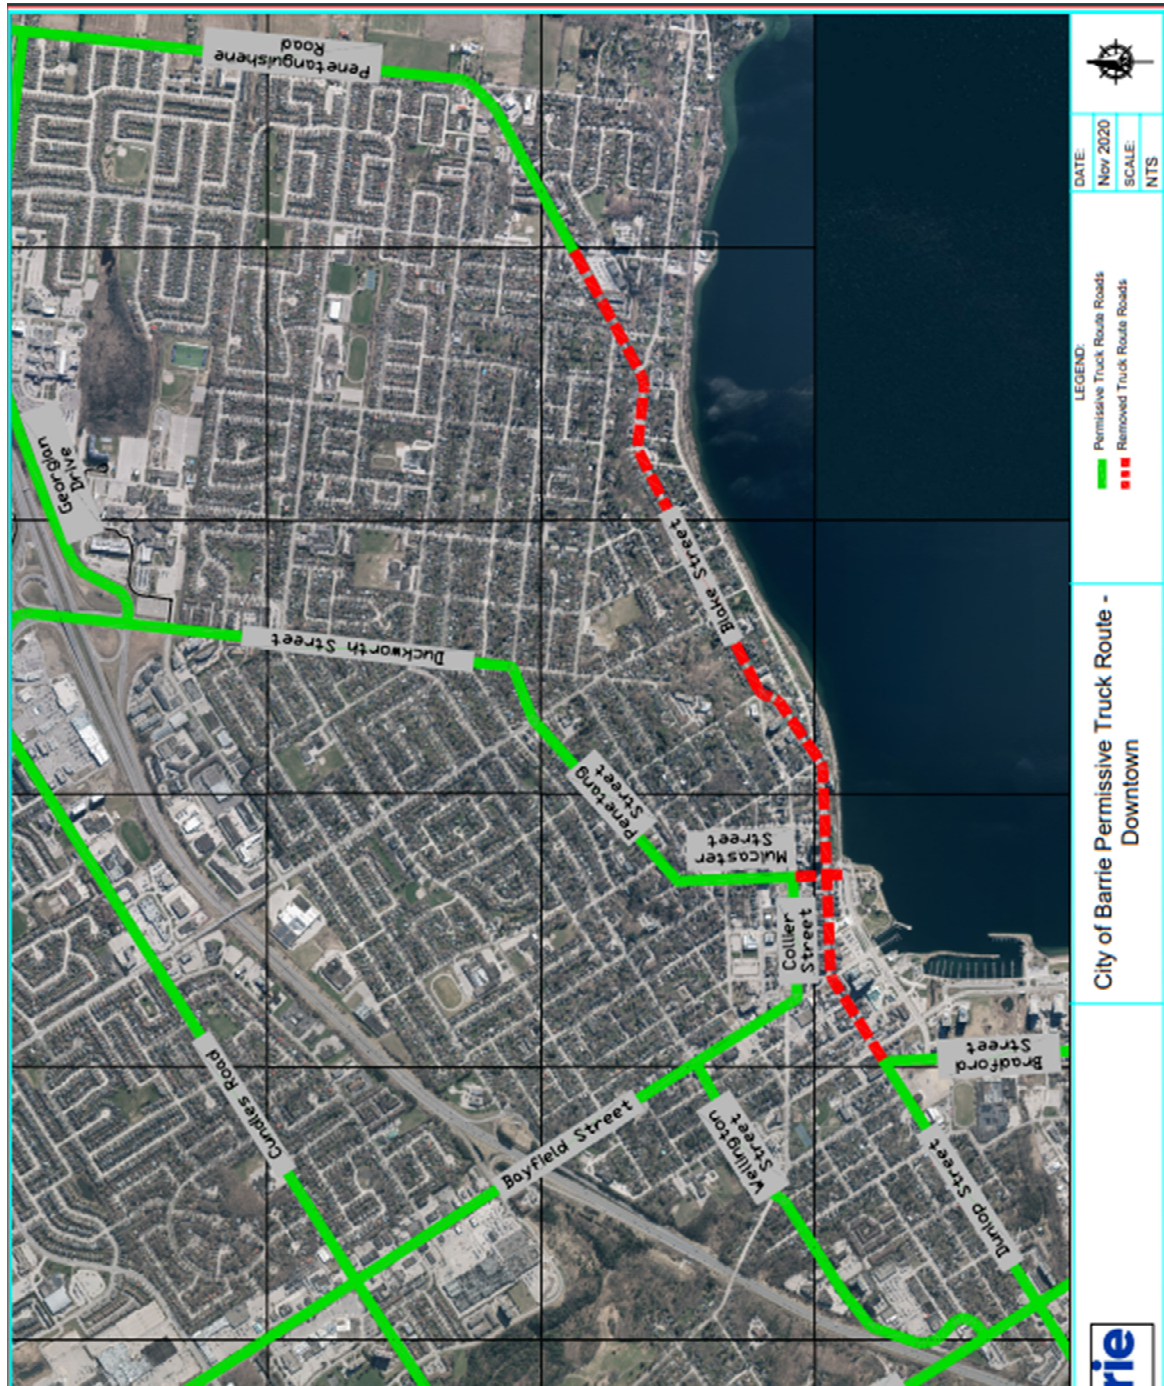 Penetanguishene
Road
Georgian
Drive
Duckworth Street
Blake Street
Penetang
Street
Mulcaster
Street
Collier
Street
Bradford
Street
Cundles Road
Bayfield Street
Wellington
Street
Dunlop Street
DATE:
Nov 2020
SCALE:
NTS
LEGEND:
Permissive Truck Route Roads
Removed Truck Route Roads
City of Barrie Permissive Truck Route -
Downtown
rie